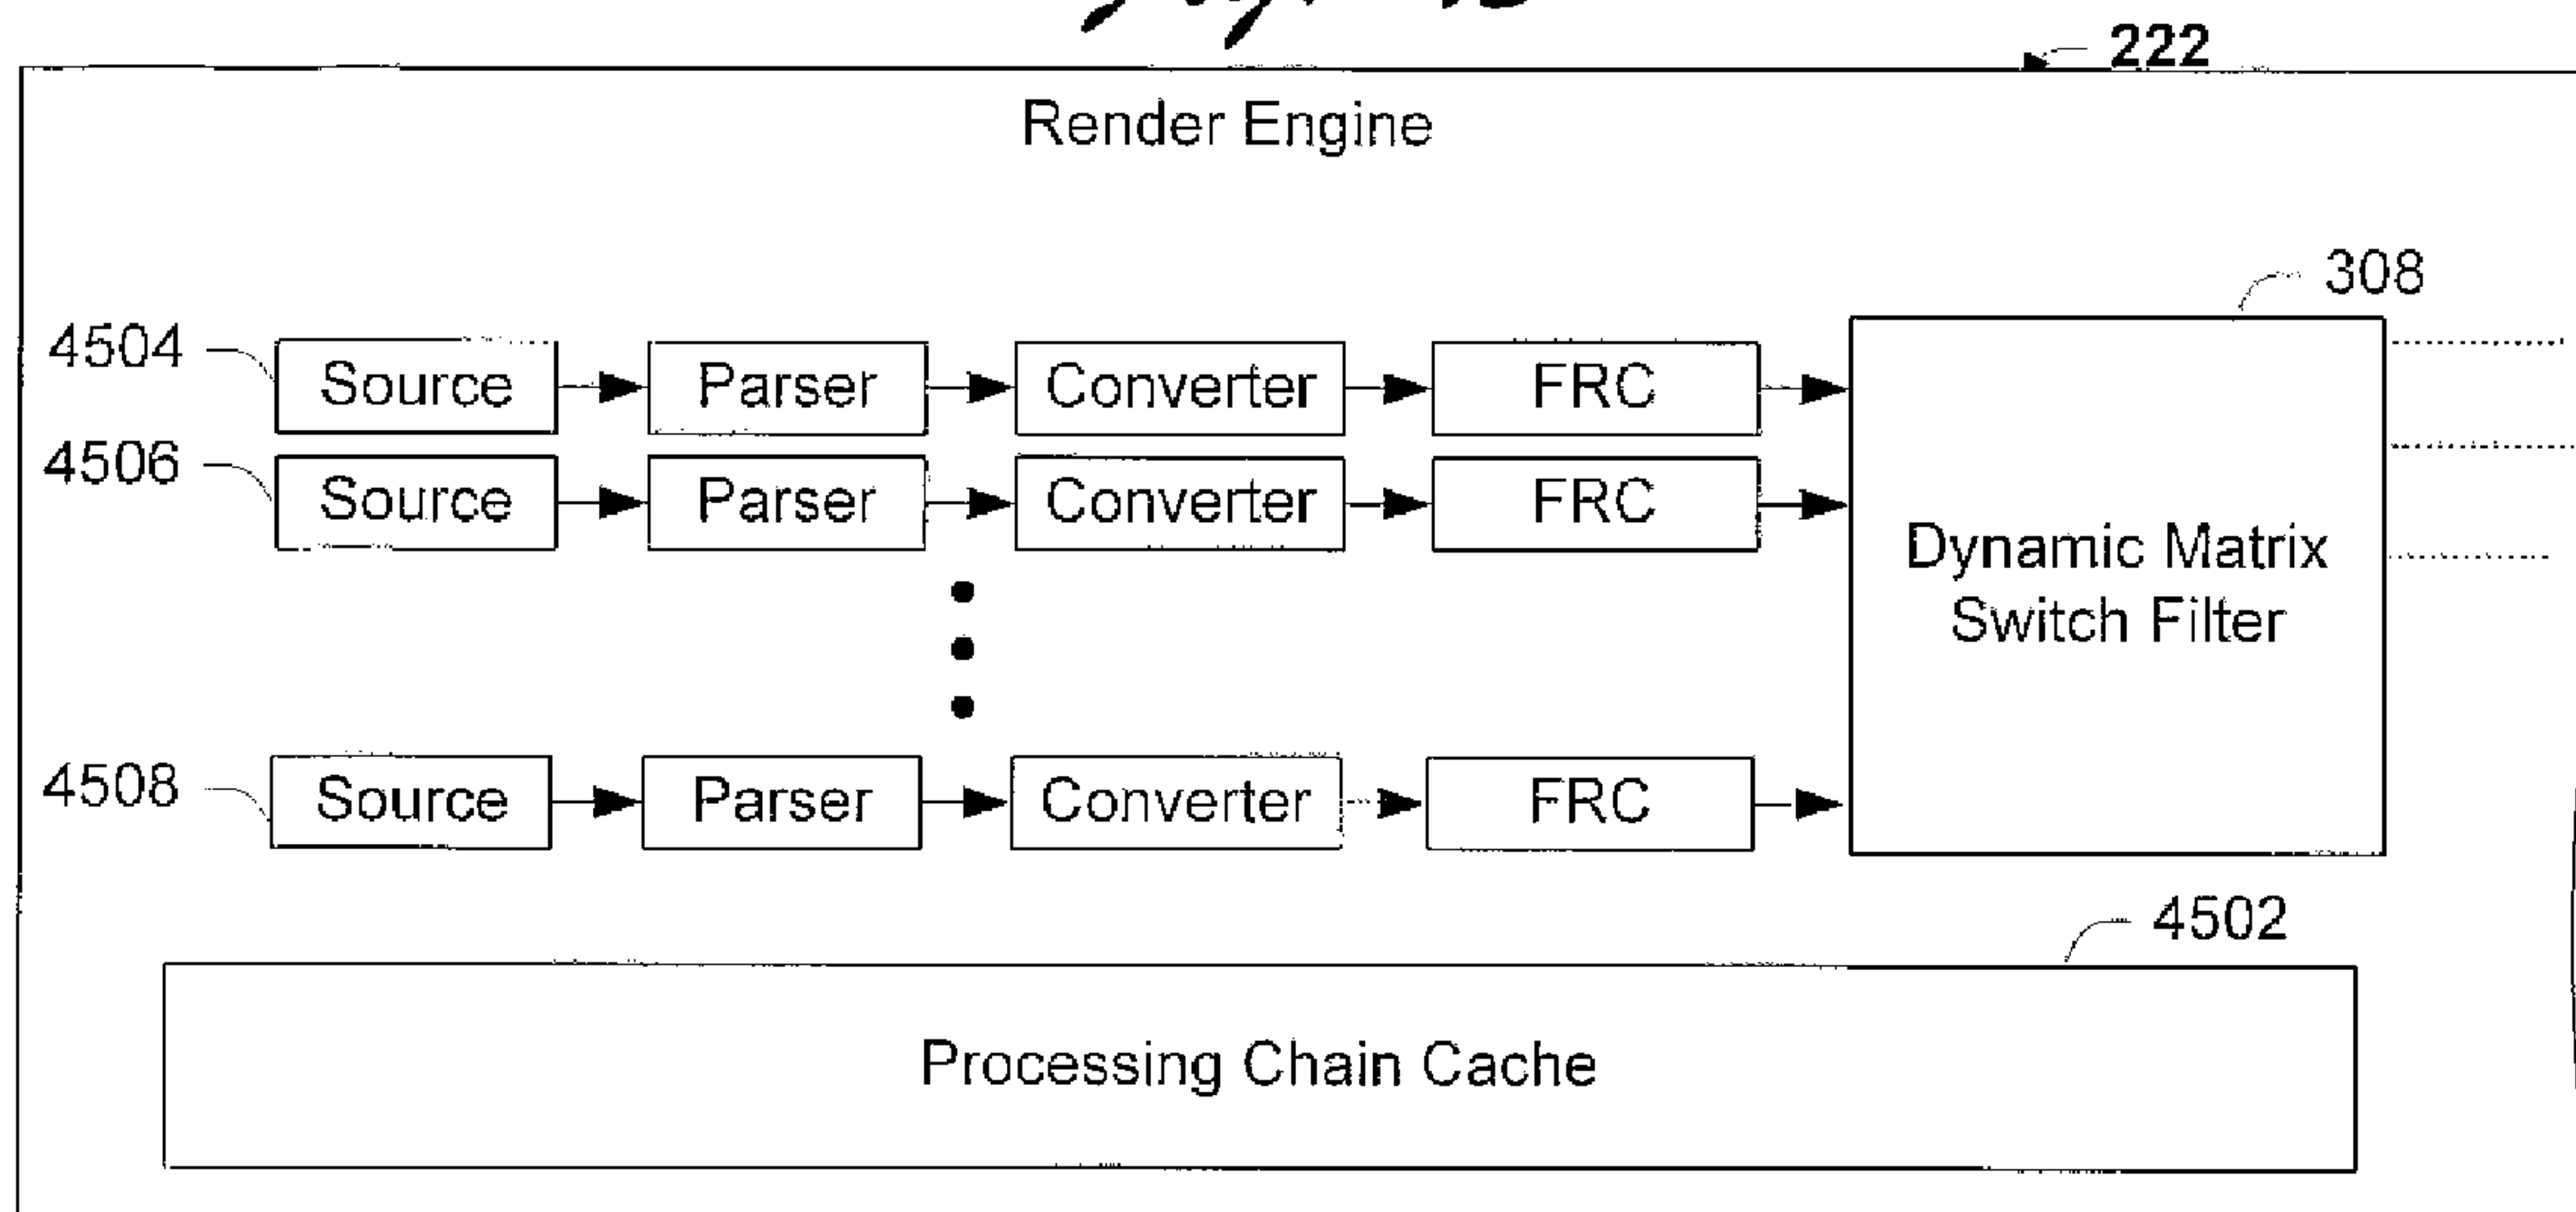 222
Render Engine
308
4504 Source Parser Converter FRC
4506 Source Parser Converter FRC
Dynamic Matrix
Switch Filter
4508 Source Parser Converter FRC
4502
Processing Chain Cache